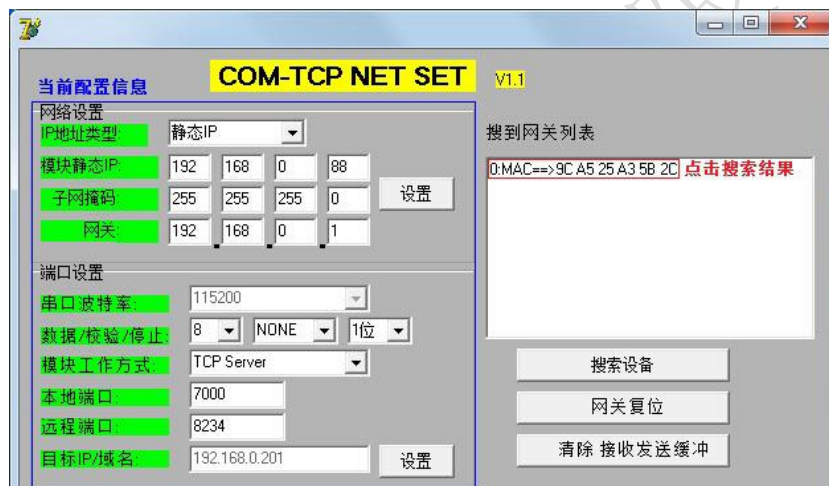 COM-TCP NET SET V1.1
当前配置信息
网络设置
IP地址类型: 静态IP
模块静态IP: 192 168 0 88
子网掩码: 255 255 255 0 设置
网关: 192 168 0 1
端口设置
串口波特率: 115200
数据/校验/停止: 8 NONE 1位
模块工作方式: TCP Server
本地端口: 7000
远程端口: 8234
目标IP/域名: 192.168.0.201 设置
搜到网关列表
0:MAC==>9C A5 25 A3 5B 2C 点击搜索结果
搜索设备
网关复位
清除 接收发送缓冲